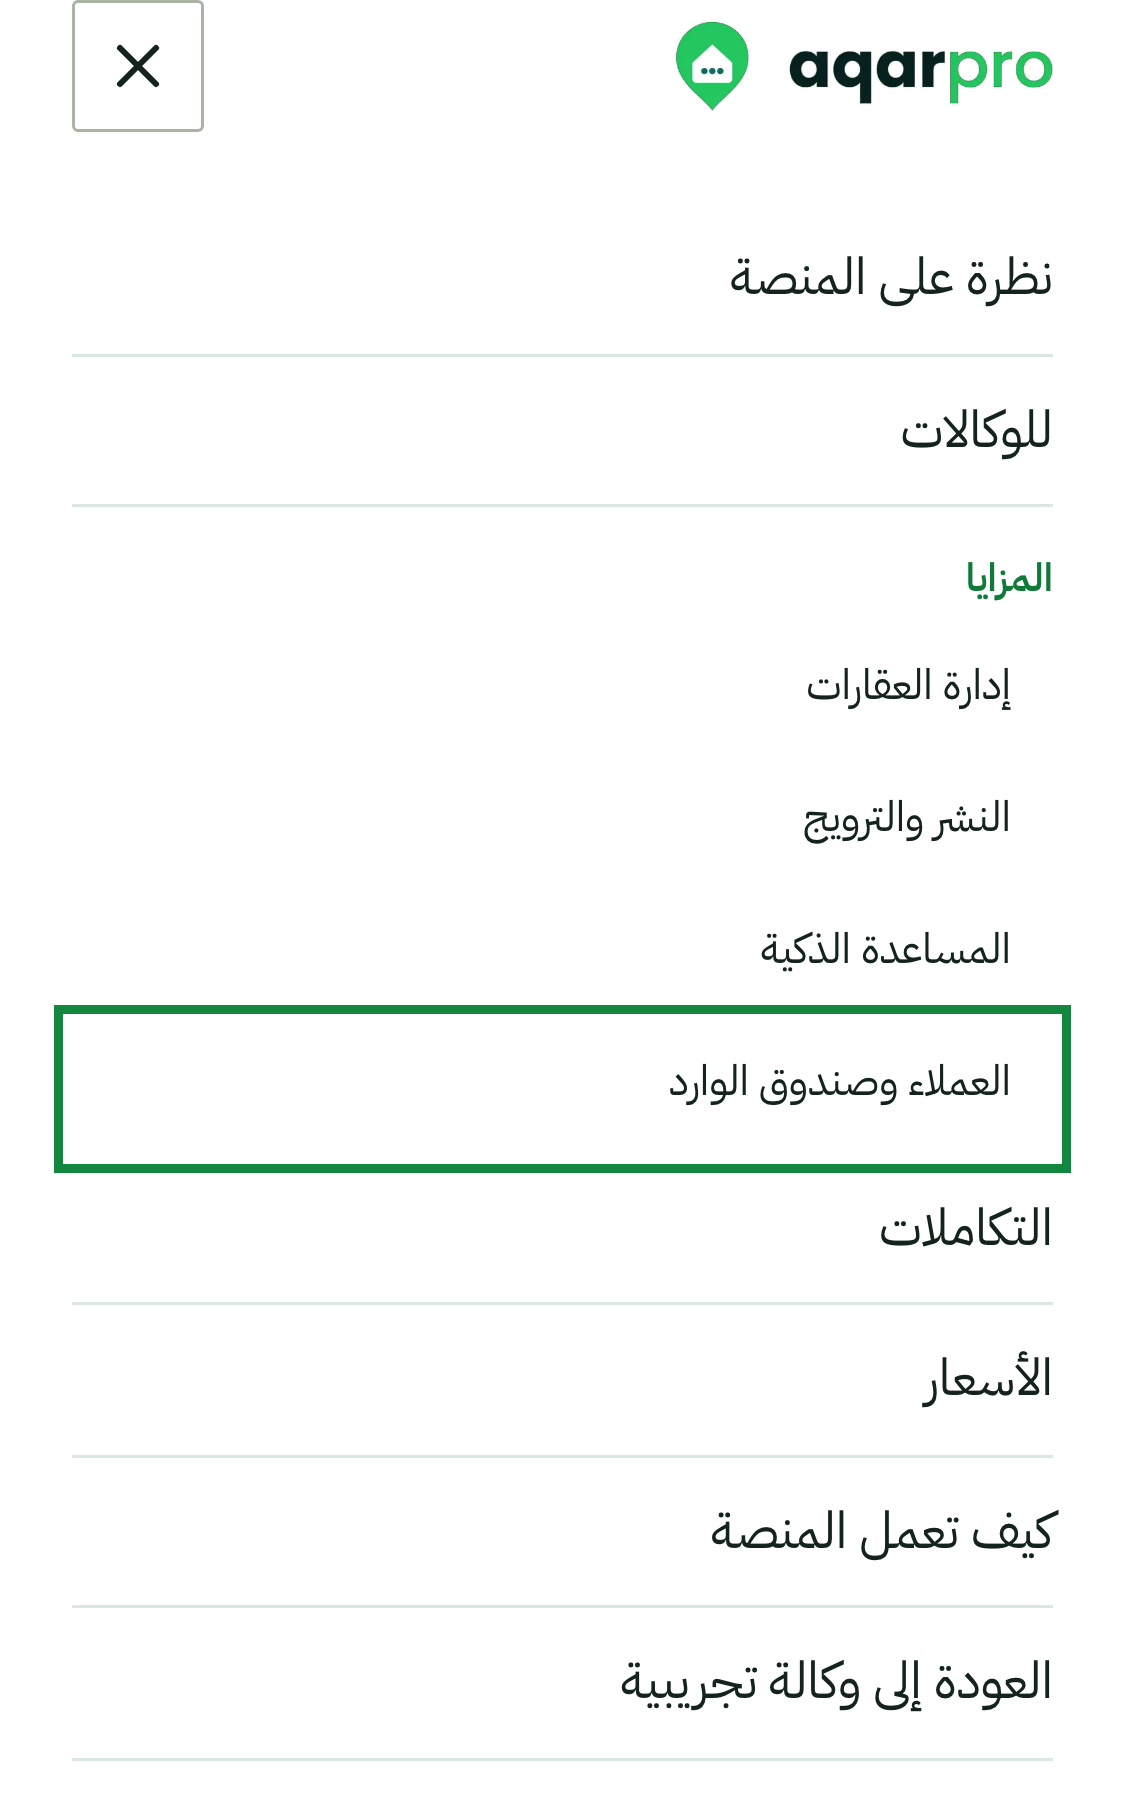 aqarpro
نظرة على المنصة
للوكالات
المزايا
إدارة العقارات
النشر والترويج
المساعدة الذكية
العملاء وصندوق الوارد
التكاملات
الأسعار
كيف تعمل المنصة
العودة إلى وكالة تجريبية